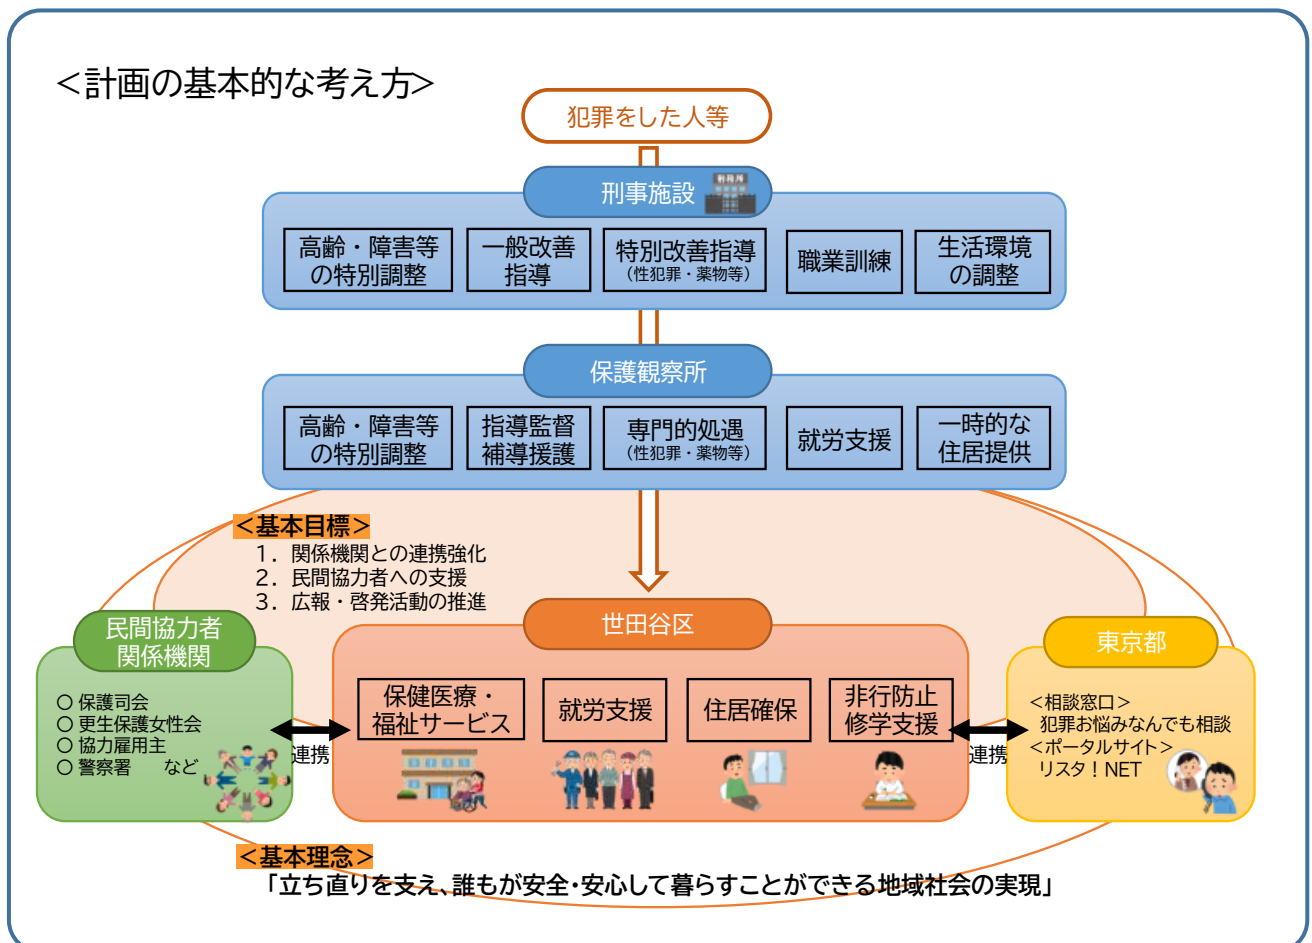 ＜計画の基本的な考え方＞
犯罪をした人等
刑事施設
刑務所
高齢・障害等
の特別調整
一般改善
指導
特別改善指導
（性犯罪・薬物等）
職業訓練
生活環境
の調整
保護観察所
高齢・障害等
の特別調整
指導監督
補導援護
専門的処遇
（性犯罪・薬物等）
就労支援
一時的な
住居提供
＜基本目標＞
１．関係機関との連携強化
２．民間協力者への支援
３．広報・啓発活動の推進
民間協力者
関係機関
〇 保護司会
〇 更生保護女性会
〇 協力雇用主
〇 警察署　　など
連携
世田谷区
保健医療・
福祉サービス
就労支援
住居確保
非行防止
修学支援
連携
東京都
＜相談窓口＞
犯罪お悩みなんでも相談
＜ポータルサイト＞
リスタ！NET
＜基本理念＞
「立ち直りを支え、誰もが安全・安心して暮らすことができる地域社会の実現」